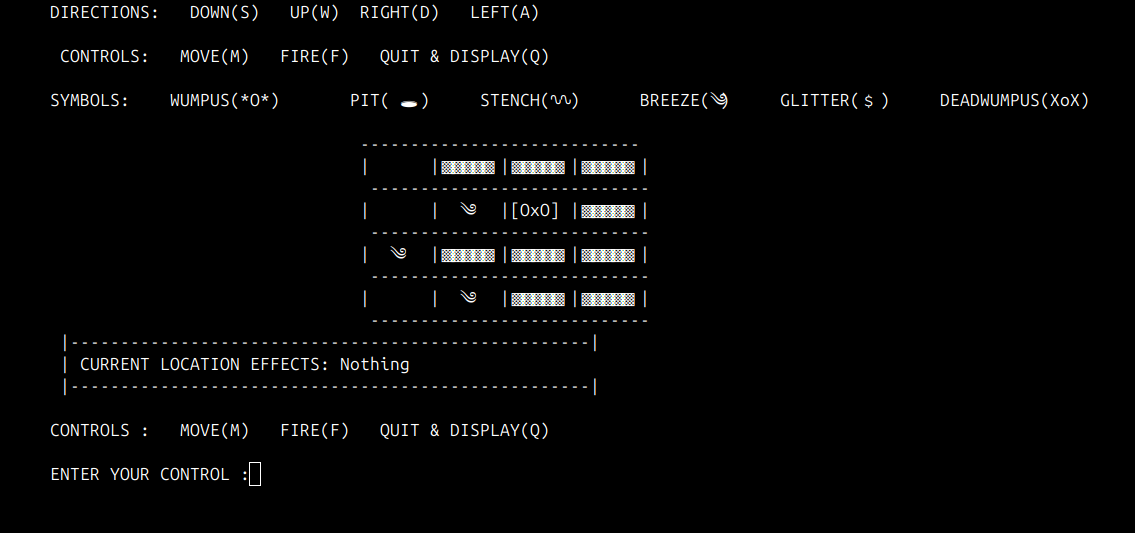 DIRECTIONS: DOWN(S) UP(W) RIGHT(D) LEFT(A)
CONTROLS: MOVE(M) FIRE(F) QUIT & DISPLAY(Q)
SYMBOLS: WUMPUS(*O*) PIT( 🕳 ) STENCH(〰) BREEZE(༄) GLITTER( $ ) DEADWUMPUS(XoX)
----------------------------
| |▓▓▓▓▓ |▓▓▓▓▓ |▓▓▓▓▓ |
----------------------------
| | ༄ |[OxO] |▓▓▓▓▓ |
----------------------------
| ༄ |▓▓▓▓▓ |▓▓▓▓▓ |▓▓▓▓▓ |
----------------------------
| | ༄ |▓▓▓▓▓ |▓▓▓▓▓ |
----------------------------
|----------------------------------------------------|
| CURRENT LOCATION EFFECTS: Nothing
|----------------------------------------------------|
CONTROLS : MOVE(M) FIRE(F) QUIT & DISPLAY(Q)
ENTER YOUR CONTROL :